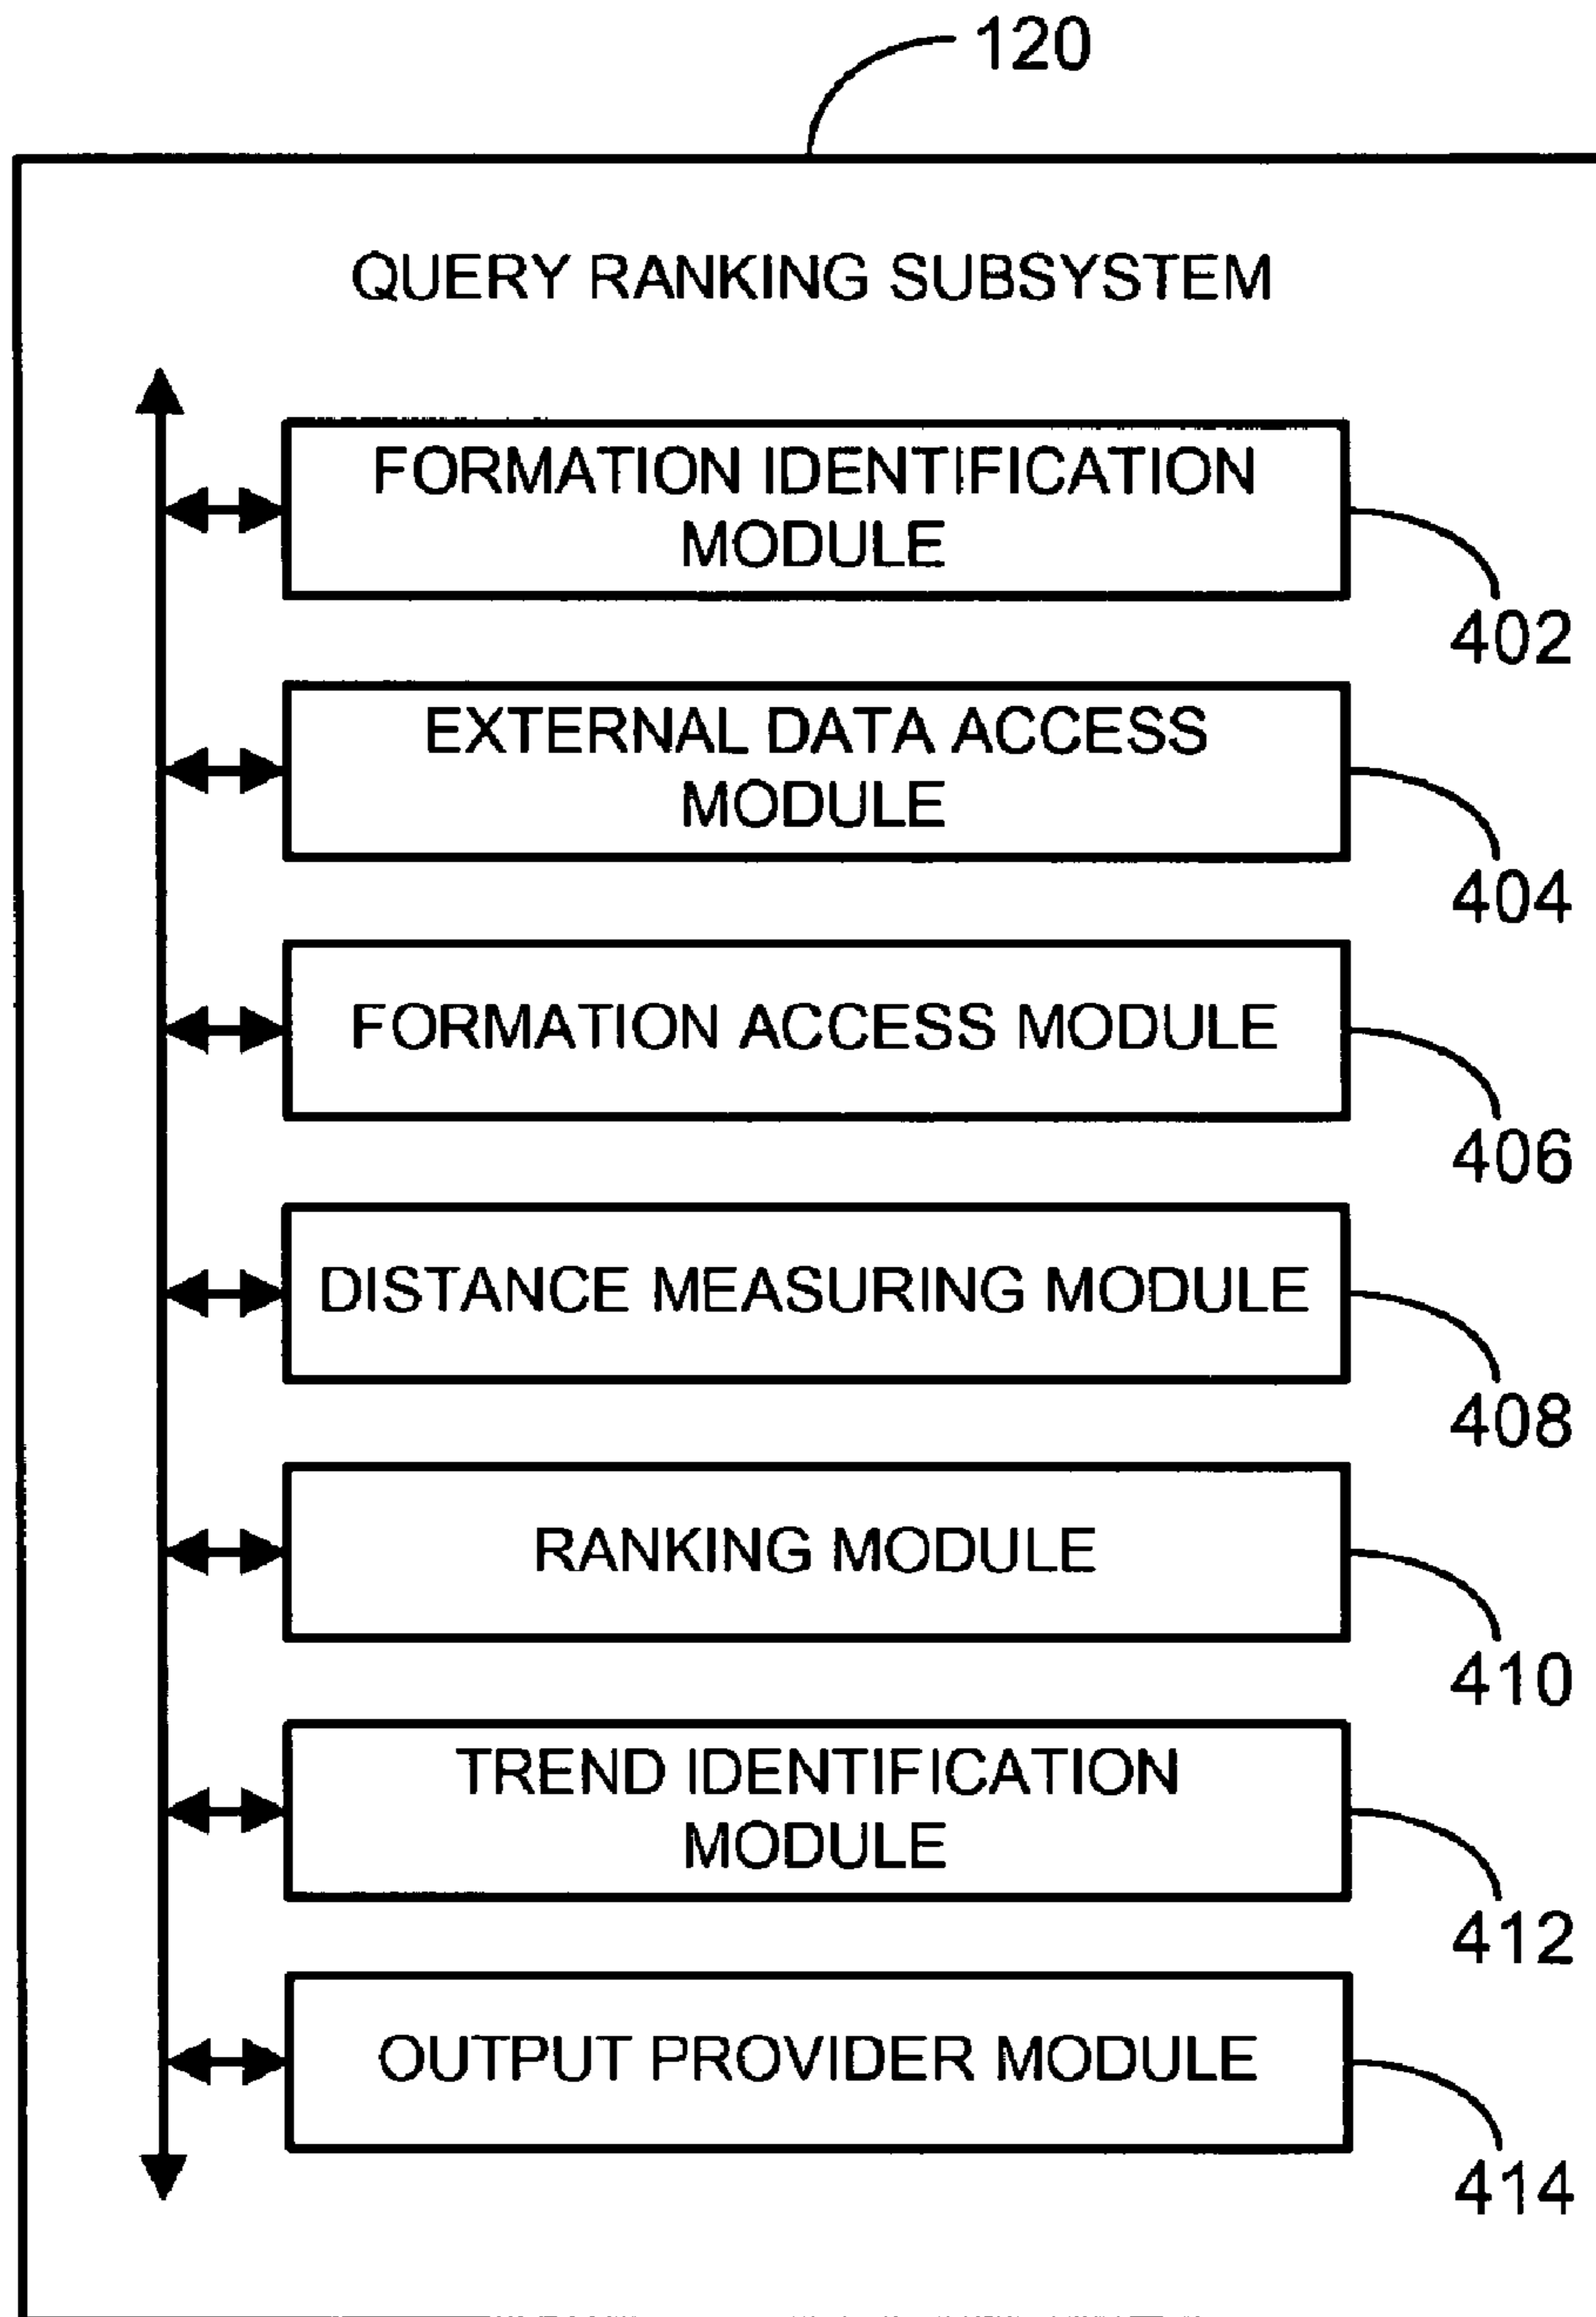 120
QUERY RANKING SUBSYSTEM
FORMATION IDENTIFICATION
MODULE
402
EXTERNAL DATA ACCESS
MODULE
404
FORMATION ACCESS MODULE
406
DISTANCE MEASURING MODULE
408
RANKING MODULE
410
TREND IDENTIFICATION
MODULE
412
OUTPUT PROVIDER MODULE
414